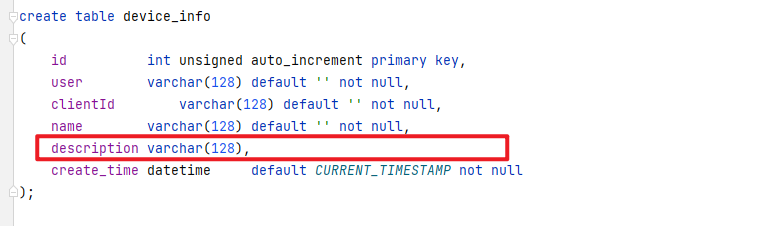 create table device_info
(
    id          int unsigned auto_increment primary key,
    user        varchar(128) default '' not null,
    clientId        varchar(128) default '' not null,
    name        varchar(128) default '' not null,
    description varchar(128),
    create_time datetime     default CURRENT_TIMESTAMP not null
);